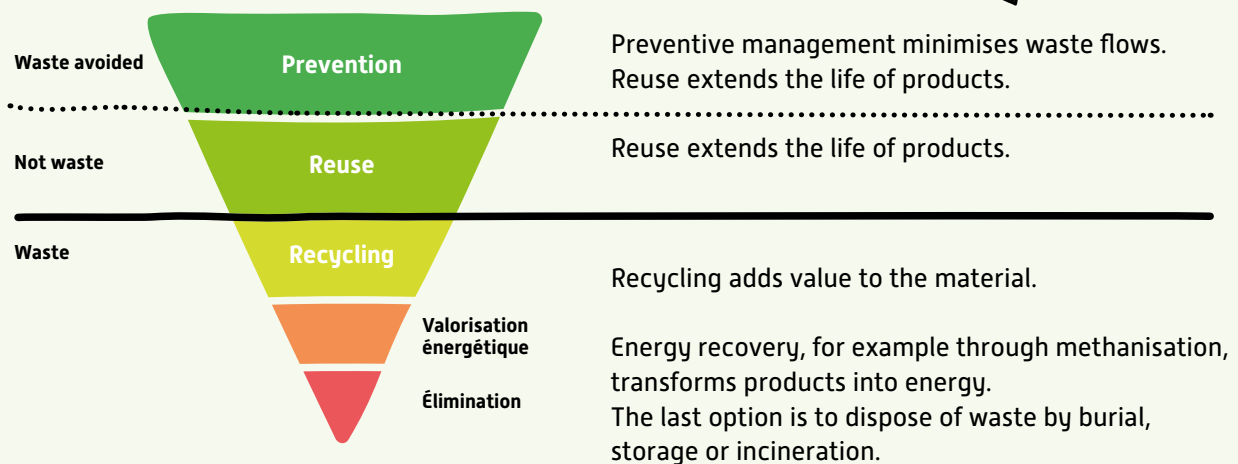 Waste avoided
Prevention
Preventive management minimises waste flows.
Reuse extends the life of products.
Not waste
Reuse
Reuse extends the life of products.
Waste
Recycling
Recycling adds value to the material.
Valorisation
énergétique
Energy recovery, for example through methanisation,
transforms products into energy.
Élimination
The last option is to dispose of waste by burial,
storage or incineration.